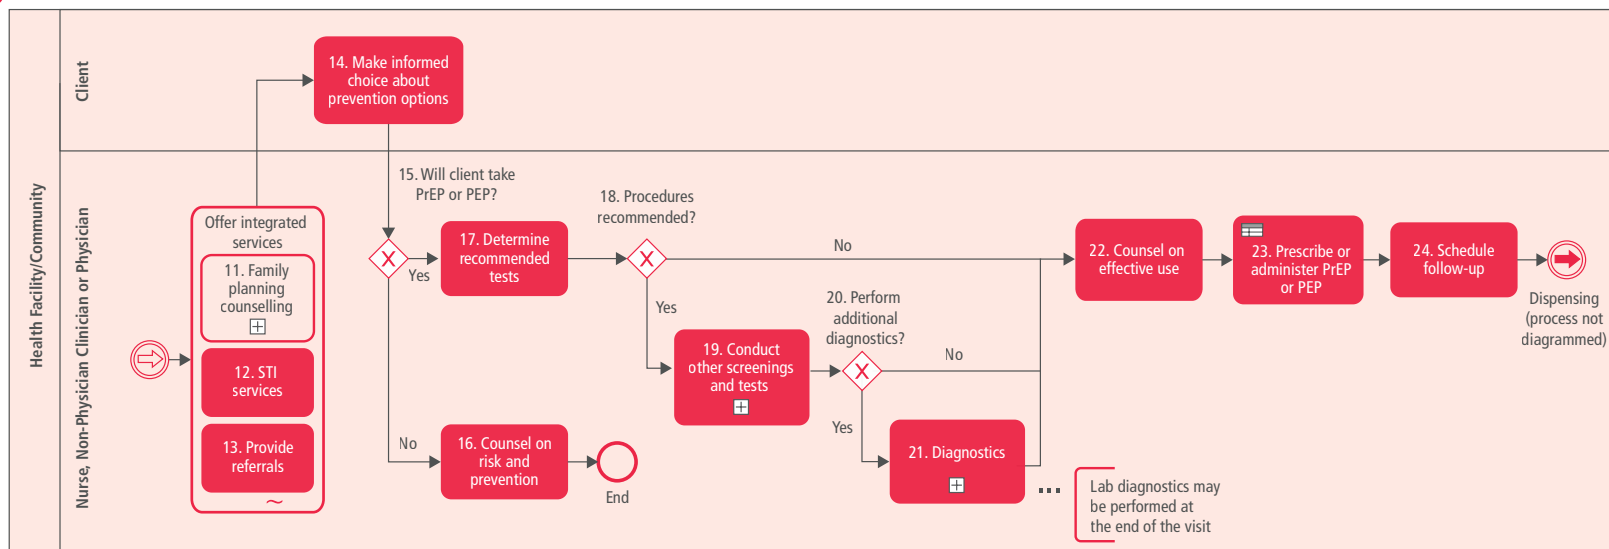 Health Facility/Community
Client
14. Make informed
choice about
prevention options
Nurse, Non-Physician Clinician or Physician
Offer integrated
services
11. Family
planning
counselling
12. STI
services
13. Provide
referrals
15. Will client take
PrEP or PEP?
X
Yes
No
16. Counsel on
risk and
prevention
End
17. Determine
recommended
tests
18. Procedures
recommended?
X
No
Yes
19. Conduct
other screenings
and tests
20. Perform
additional
diagnostics?
X
No
Yes
21. Diagnostics
Lab diagnostics may
be performed at
the end of the visit
22. Counsel on
effective use
23. Prescribe or
administer PrEP
or PEP
24. Schedule
follow-up
Dispensing
(process not
diagrammed)